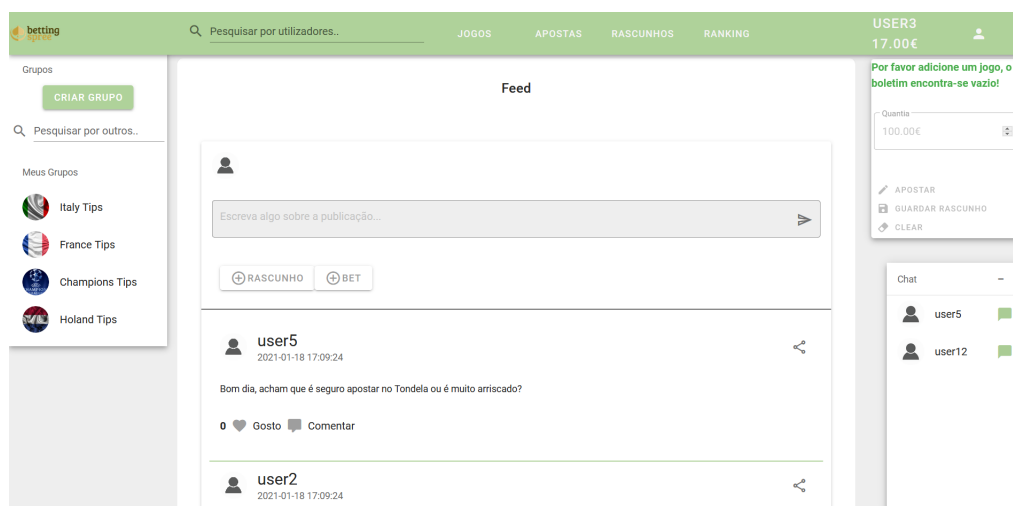 betting
spree
Pesquisar por utilizadores..
JOGOS
APOSTAS
RASCUNHOS
RANKING
USER3
17.00€
Grupos
CRIAR GRUPO
Pesquisar por outros..
Meus Grupos
Italy Tips
France Tips
Champions Tips
Holand Tips
Feed
Escreva algo sobre a publicação...
RASCUNHO
BET
user5
2021-01-18 17:09:24
Bom dia, acham que é seguro apostar no Tondela ou é muito arriscado?
0 Gosto Comentar
user2
2021-01-18 17:09:24
Por favor adicione um jogo, o
boletim encontra-se vazio!
Quantia
100.00€
APOSTAR
GUARDAR RASCUNHO
CLEAR
Chat
user5
user12